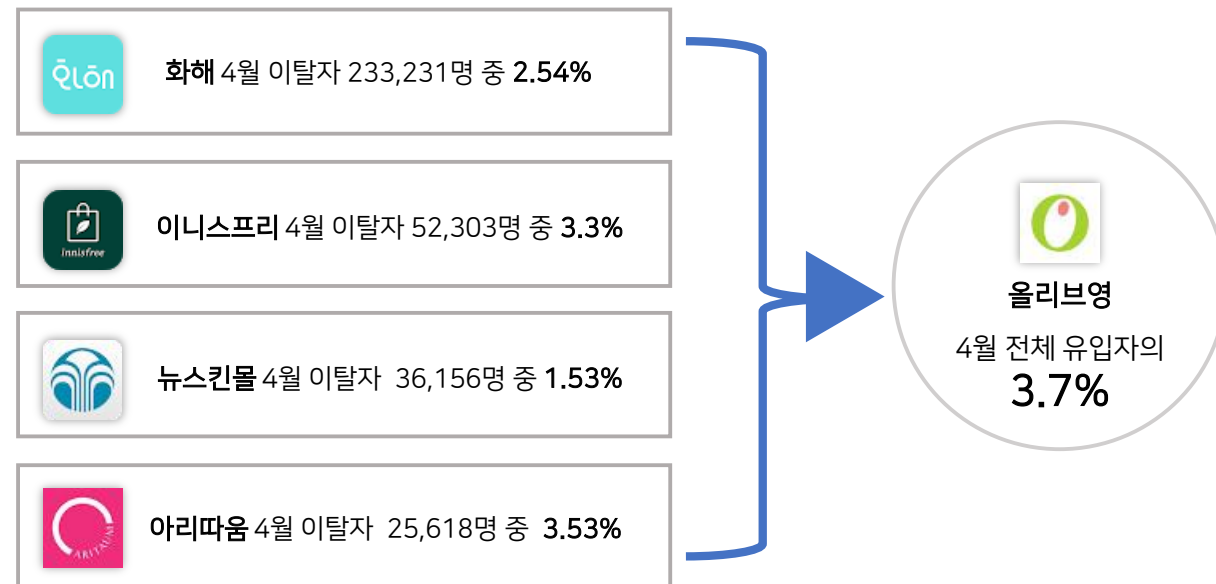 화해 4월 이탈자 233,231명 중 2.54%
innisfree
이니스프리 4월 이탈자 52,303명 중 3.3%
뉴스킨몰 4월 이탈자 36,156명 중 1.53%
ARITAUM
아리따움 4월 이탈자 25,618명 중 3.53%
올리브영
4월 전체 유입자의
3.7%